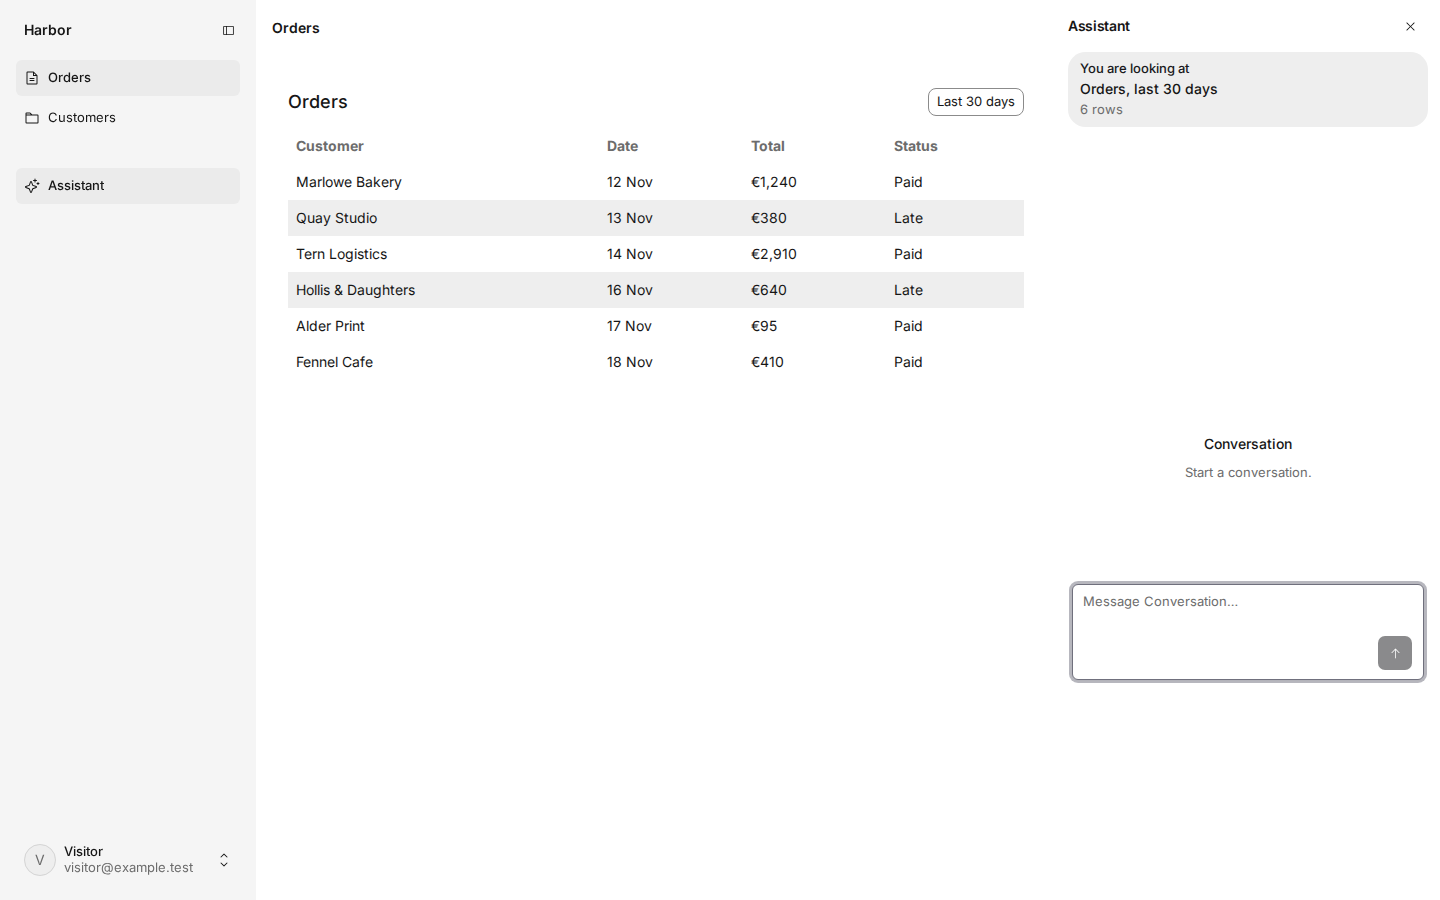 Harbor
Orders
Customers
Assistant
Visitor
visitor@example.test
V
Orders
Orders
Last 30 days
Customer Date Total Status
Marlowe Bakery 12 Nov €1,240 Paid
Quay Studio 13 Nov €380 Late
Tern Logistics 14 Nov €2,910 Paid
Hollis & Daughters 16 Nov €640 Late
Alder Print 17 Nov €95 Paid
Fennel Cafe 18 Nov €410 Paid
Assistant
You are looking at
Orders, last 30 days
6 rows
Conversation
Start a conversation.
Message Conversation...